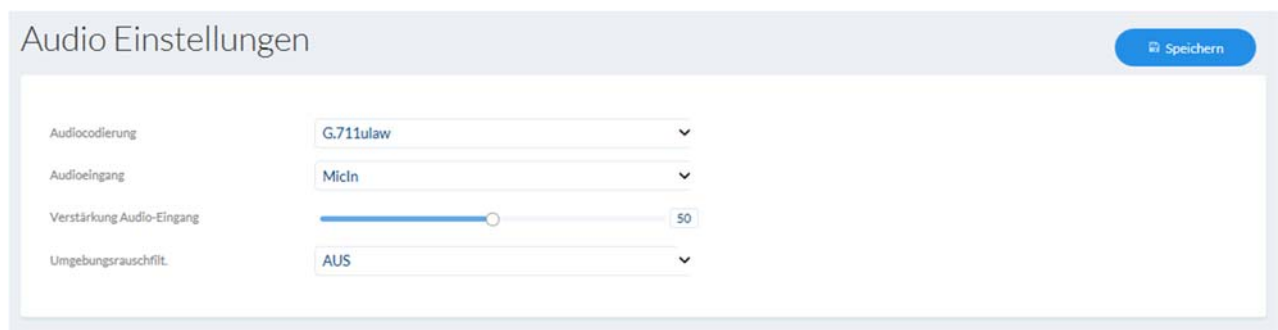 Audio Einstellungen
Speichern
Audiocodierung G.711ulaw
Audioeingang MicIn
Verstärkung Audio-Eingang 50
Umgebungsrauschfilt. AUS